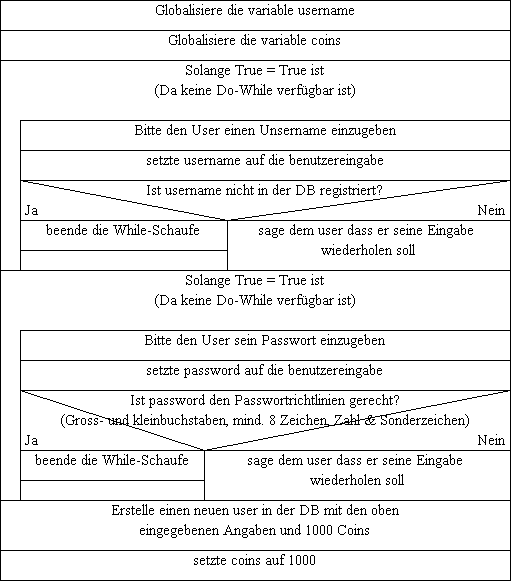 Globalisiere die variable username
Globalisiere die variable coins
Solange True = True ist
(Da keine Do-While verfügbar ist)
Bitte den User einen Unsername einzugeben
setzte username auf die benutzereingabe
Ist username nicht in der DB registriert?
Ja
Nein
beende die While-Schaufe
sage dem user dass er seine Eingabe
wiederholen soll
Solange True = True ist
(Da keine Do-While verfügbar ist)
Bitte den User sein Passwort einzugeben
setzte password auf die benutzereingabe
Ist password den Passwortrichtlinien gerecht?
(Gross- und kleinbuchstaben, mind. 8 Zeichen, Zahl & Sonderzeichen)
Ja
Nein
beende die While-Schaufe
sage dem user dass er seine Eingabe
wiederholen soll
Erstelle einen neuen user in der DB mit den oben
eingegebenen Angaben und 1000 Coins
setzte coins auf 1000